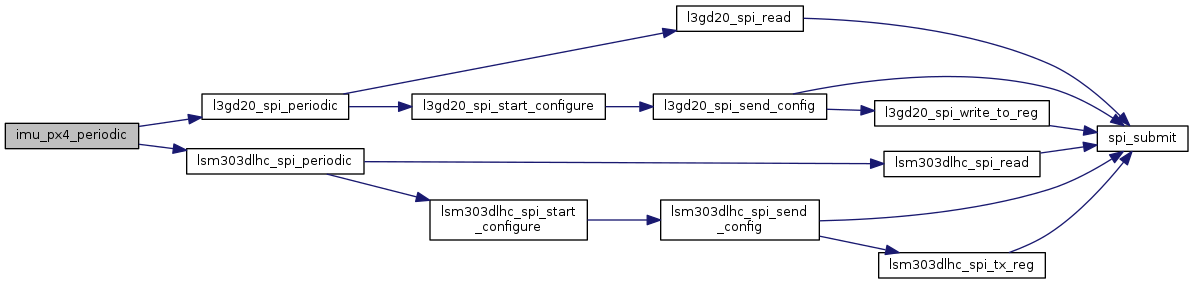 imu_px4_periodic
l3gd20_spi_periodic
l3gd20_spi_read
l3gd20_spi_start_configure
l3gd20_spi_send_config
l3gd20_spi_write_to_reg
spi_submit
lsm303dlhc_spi_periodic
lsm303dlhc_spi_read
lsm303dlhc_spi_start
_configure
lsm303dlhc_spi_send
_config
lsm303dlhc_spi_tx_reg